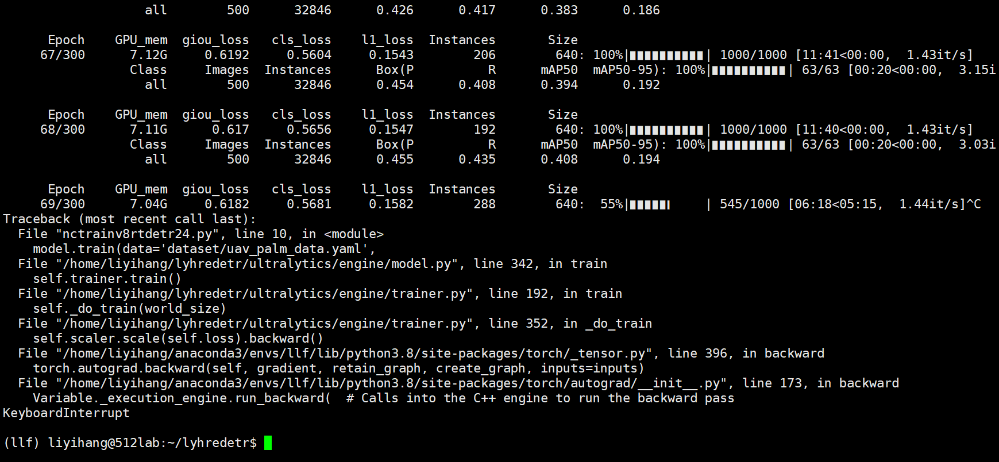 all 500 32846 0.426 0.417 0.383 0.186
Epoch GPU_mem giou_loss cls_loss l1_loss Instances Size
67/300 7.12G 0.6192 0.5604 0.1543 206 640: 100%|██████████| 1000/1000 [11:41<00:00, 1.43it/s]
Class Images Instances Box(P R mAP50 mAP50-95): 100%|██████████| 63/63 [00:20<00:00, 3.15i
all 500 32846 0.454 0.408 0.394 0.192
Epoch GPU_mem giou_loss cls_loss l1_loss Instances Size
68/300 7.11G 0.617 0.5656 0.1547 192 640: 100%|██████████| 1000/1000 [11:40<00:00, 1.43it/s]
Class Images Instances Box(P R mAP50 mAP50-95): 100%|██████████| 63/63 [00:20<00:00, 3.03i
all 500 32846 0.455 0.435 0.408 0.194
Epoch GPU_mem giou_loss cls_loss l1_loss Instances Size
69/300 7.04G 0.6182 0.5681 0.1582 288 640: 55%|█████▍    | 545/1000 [06:18<05:15, 1.44it/s]^C
Traceback (most recent call last):
File "nctrainv8rtdetr24.py", line 10, in <module>
model.train(data='dataset/uav_palm_data.yaml',
File "/home/liyihang/lyhredetr/ultralytics/engine/model.py", line 342, in train
self.trainer.train()
File "/home/liyihang/lyhredetr/ultralytics/engine/trainer.py", line 192, in train
self._do_train(world_size)
File "/home/liyihang/lyhredetr/ultralytics/engine/trainer.py", line 352, in _do_train
self.scaler.scale(self.loss).backward()
File "/home/liyihang/anaconda3/envs/llf/lib/python3.8/site-packages/torch/_tensor.py", line 396, in backward
torch.autograd.backward(self, gradient, retain_graph, create_graph, inputs=inputs)
File "/home/liyihang/anaconda3/envs/llf/lib/python3.8/site-packages/torch/autograd/__init__.py", line 173, in backward
Variable._execution_engine.run_backward(  # Calls into the C++ engine to run the backward pass
KeyboardInterrupt
(llf) liyihang@512lab:~/lyhredetr$